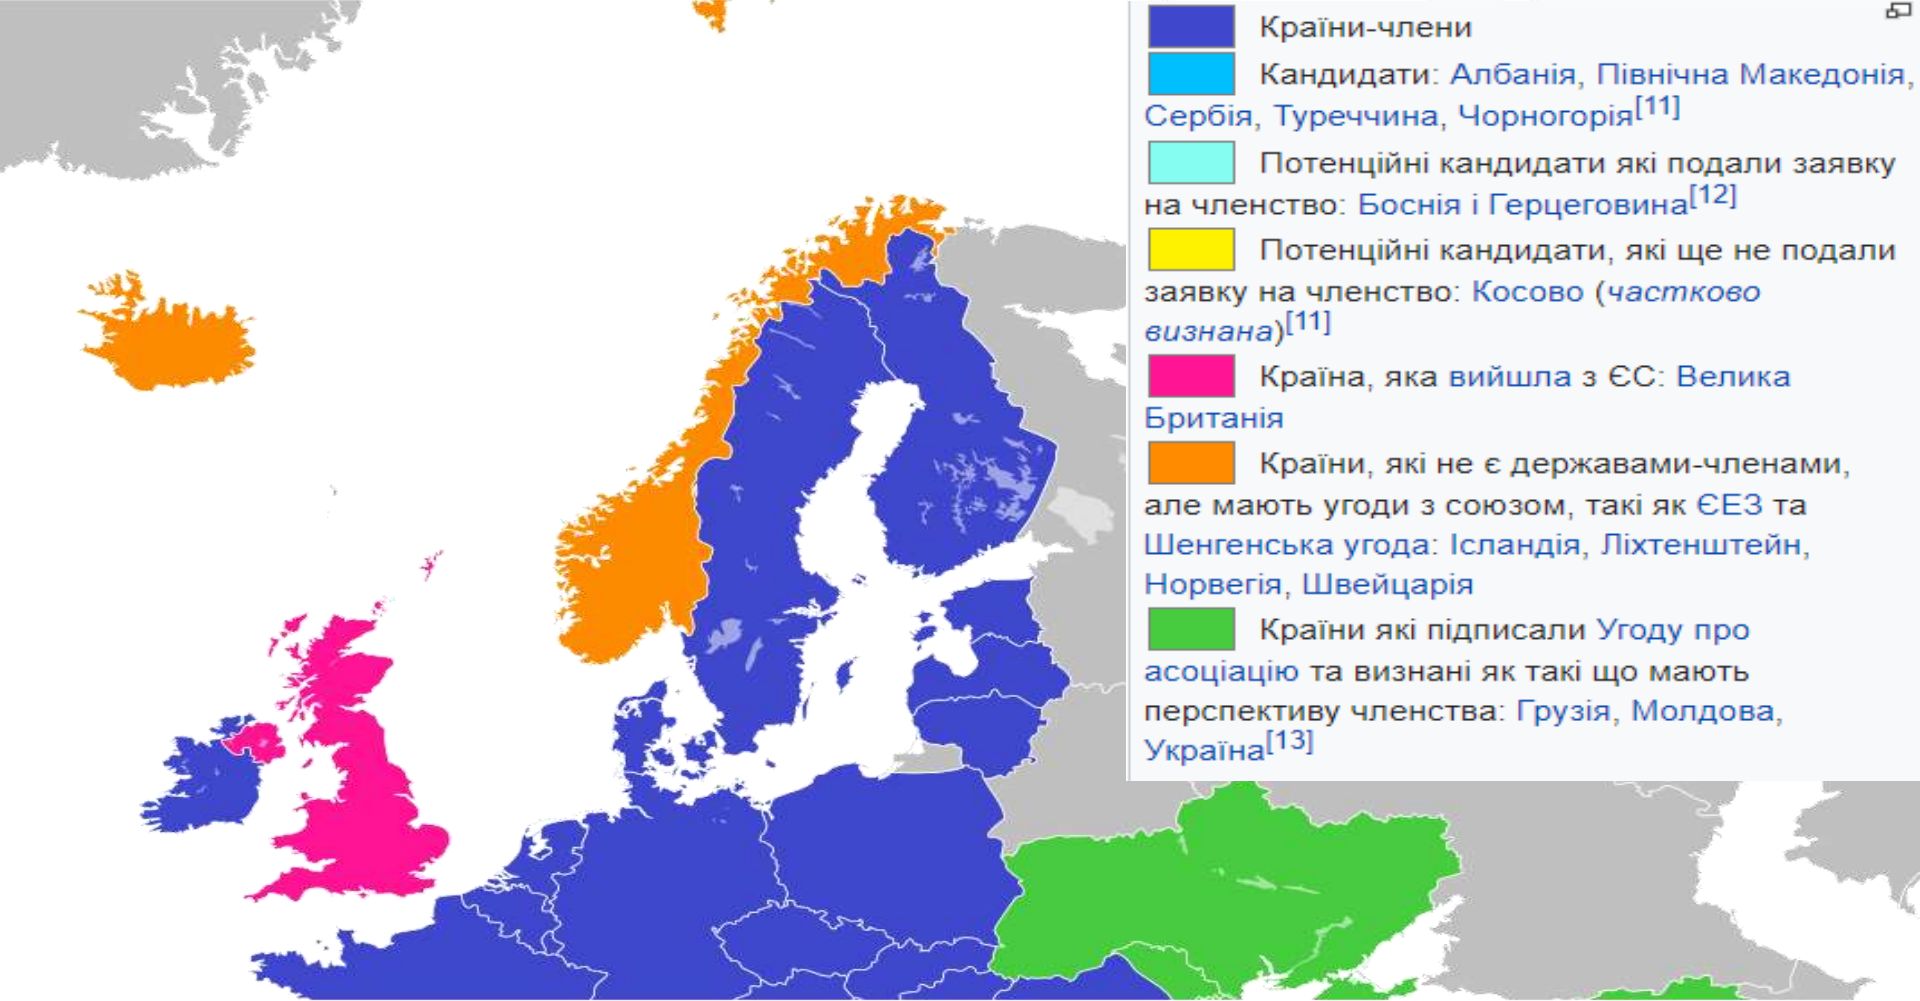 Країни-члени
Кандидати: Албанія, Північна Македонія,
Сербія, Туреччина, Чорногорія[11]
Потенційні кандидати які подали заявку
на членство: Боснія і Герцеговина[12]
Потенційні кандидати, які ще не подали
заявку на членство: Косово (частково
визнана)[11]
Країна, яка вийшла з ЄС: Велика
Британія
Країни, які не є державами-членами,
але мають угоди з союзом, такі як ЄЕЗ та
Шенгенська угода: Ісландія, Ліхтенштейн,
Норвегія, Швейцарія
Країни які підписали Угоду про
асоціацію та визнані як такі що мають
перспективу членства: Грузія, Молдова,
Україна[13]